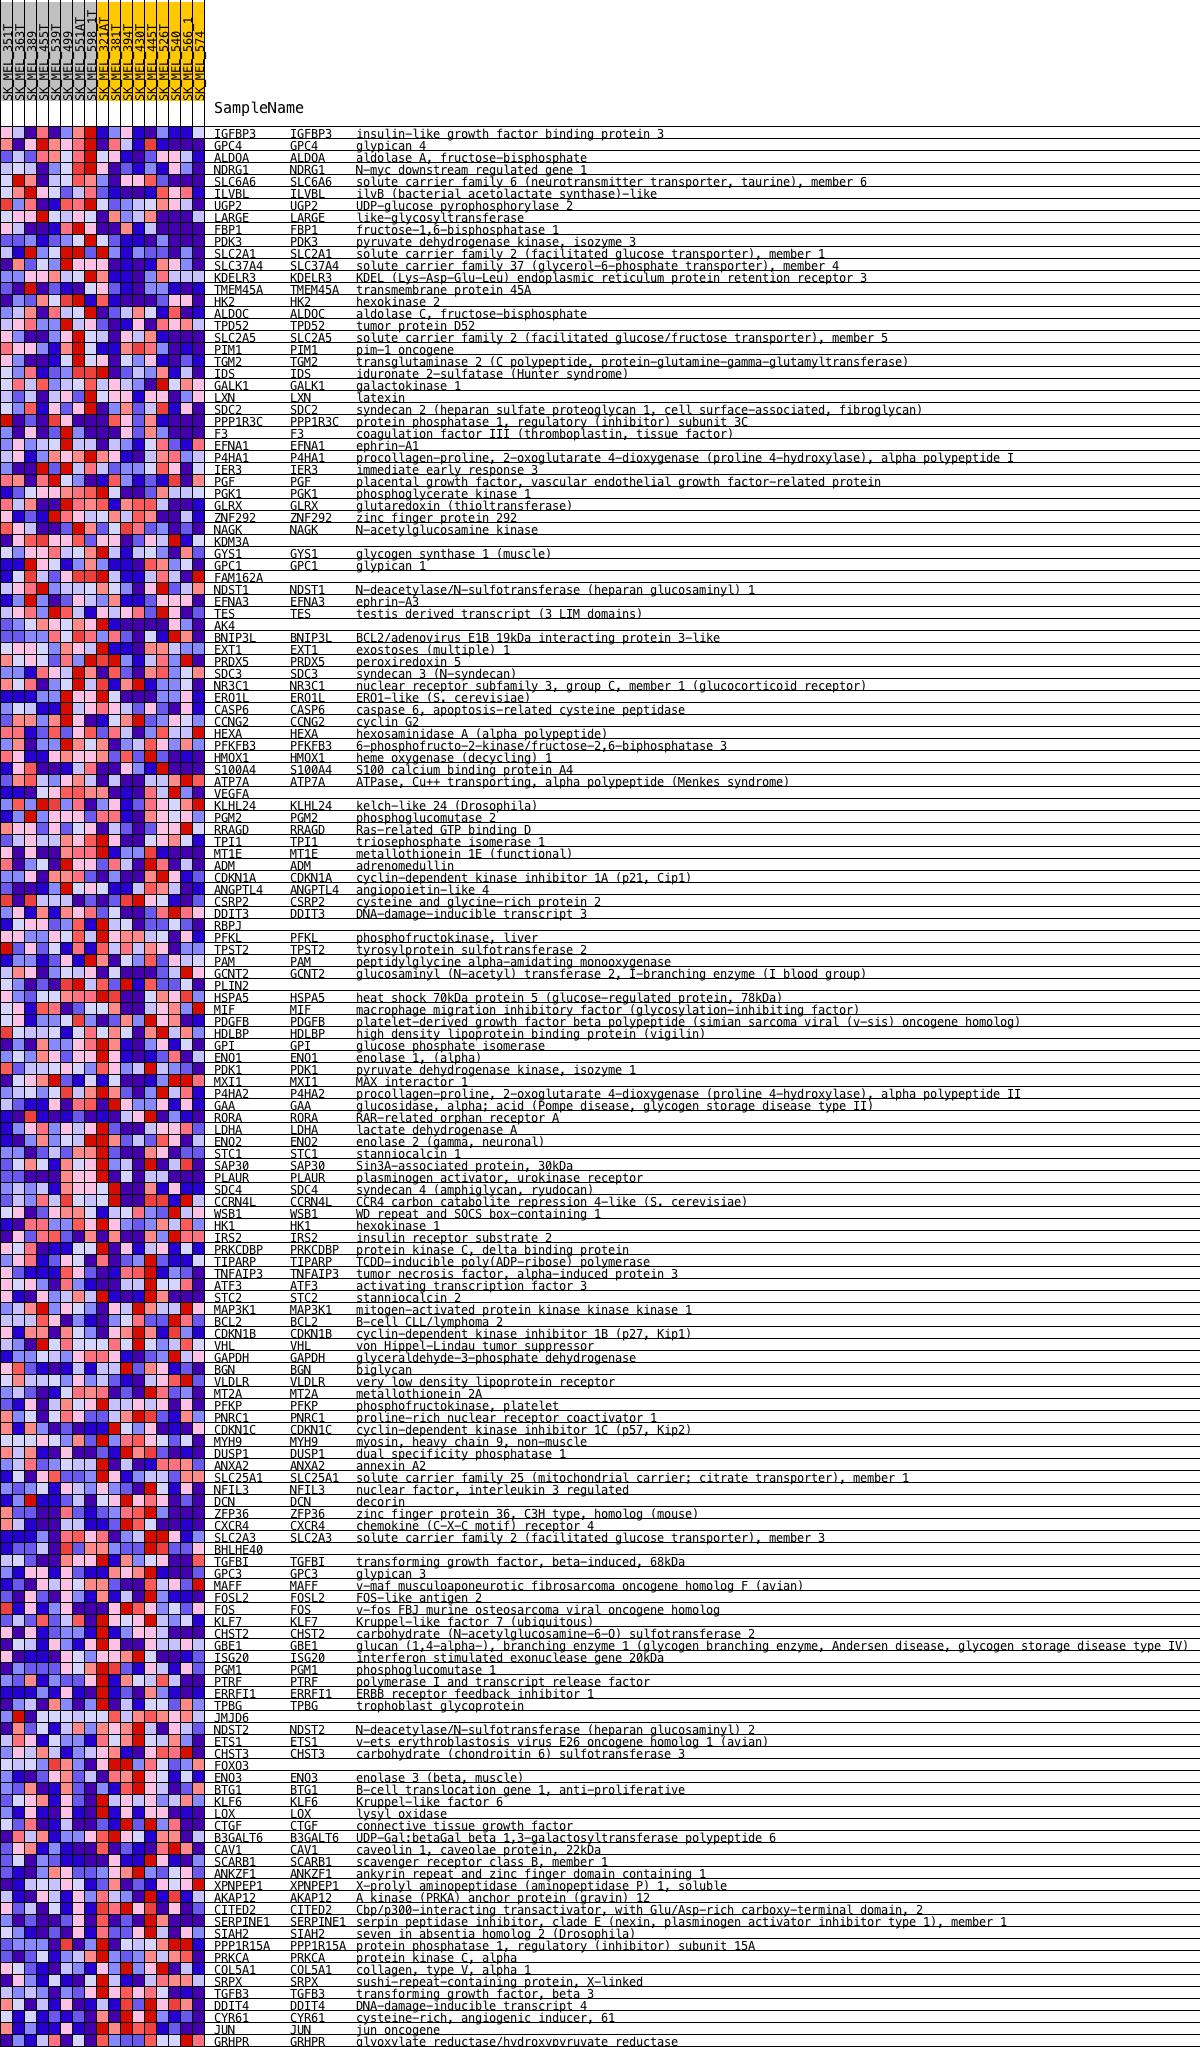 SK_MEL_351T
SK_MEL_363T
SK_MEL_389
SK_MEL_455T
SK_MEL_539T
SK_MEL_499
SK_MEL_551AT
SK_MEL_598_1T
SK_MEL_321AT
SK_MEL_381T
SK_MEL_394T
SK_MEL_430T
SK_MEL_445T
SK_MEL_526T
SK_MEL_540
SK_MEL_566_1
SK_MEL_574
SampleName
IGFBP3 IGFBP3 insulin-like growth factor binding protein 3
GPC4 GPC4 glypican 4
ALDOA ALDOA aldolase A, fructose-bisphosphate
NDRG1 NDRG1 N-myc downstream regulated gene 1
SLC6A6 SLC6A6 solute carrier family 6 (neurotransmitter transporter, taurine), member 6
ILVBL ILVBL ilvB (bacterial acetolactate synthase)-like
UGP2 UGP2 UDP-glucose pyrophosphorylase 2
LARGE LARGE like-glycosyltransferase
FBP1 FBP1 fructose-1,6-bisphosphatase 1
PDK3 PDK3 pyruvate dehydrogenase kinase, isozyme 3
SLC2A1 SLC2A1 solute carrier family 2 (facilitated glucose transporter), member 1
SLC37A4 SLC37A4 solute carrier family 37 (glycerol-6-phosphate transporter), member 4
KDELR3 KDELR3 KDEL (Lys-Asp-Glu-Leu) endoplasmic reticulum protein retention receptor 3
TMEM45A TMEM45A transmembrane protein 45A
HK2 HK2 hexokinase 2
ALDOC ALDOC aldolase C, fructose-bisphosphate
TPD52 TPD52 tumor protein D52
SLC2A5 SLC2A5 solute carrier family 2 (facilitated glucose/fructose transporter), member 5
PIM1 PIM1 pim-1 oncogene
TGM2 TGM2 transglutaminase 2 (C polypeptide, protein-glutamine-gamma-glutamyltransferase)
IDS IDS iduronate 2-sulfatase (Hunter syndrome)
GALK1 GALK1 galactokinase 1
LXN LXN latexin
SDC2 SDC2 syndecan 2 (heparan sulfate proteoglycan 1, cell surface-associated, fibroglycan)
PPP1R3C PPP1R3C protein phosphatase 1, regulatory (inhibitor) subunit 3C
F3 F3 coagulation factor III (thromboplastin, tissue factor)
EFNA1 EFNA1 ephrin-A1
P4HA1 P4HA1 procollagen-proline, 2-oxoglutarate 4-dioxygenase (proline 4-hydroxylase), alpha polypeptide I
IER3 IER3 immediate early response 3
PGF PGF placental growth factor, vascular endothelial growth factor-related protein
PGK1 PGK1 phosphoglycerate kinase 1
GLRX GLRX glutaredoxin (thioltransferase)
ZNF292 ZNF292 zinc finger protein 292
NAGK NAGK N-acetylglucosamine kinase
KDM3A
GYS1 GYS1 glycogen synthase 1 (muscle)
GPC1 GPC1 glypican 1
FAM162A
NDST1 NDST1 N-deacetylase/N-sulfotransferase (heparan glucosaminyl) 1
EFNA3 EFNA3 ephrin-A3
TES TES testis derived transcript (3 LIM domains)
AK4
BNIP3L BNIP3L BCL2/adenovirus E1B 19kDa interacting protein 3-like
EXT1 EXT1 exostoses (multiple) 1
PRDX5 PRDX5 peroxiredoxin 5
SDC3 SDC3 syndecan 3 (N-syndecan)
NR3C1 NR3C1 nuclear receptor subfamily 3, group C, member 1 (glucocorticoid receptor)
ERO1L ERO1L ERO1-like (S. cerevisiae)
CASP6 CASP6 caspase 6, apoptosis-related cysteine peptidase
CCNG2 CCNG2 cyclin G2
HEXA HEXA hexosaminidase A (alpha polypeptide)
PFKFB3 PFKFB3 6-phosphofructo-2-kinase/fructose-2,6-biphosphatase 3
HMOX1 HMOX1 heme oxygenase (decycling) 1
S100A4 S100A4 S100 calcium binding protein A4
ATP7A ATP7A ATPase, Cu++ transporting, alpha polypeptide (Menkes syndrome)
VEGFA
KLHL24 KLHL24 kelch-like 24 (Drosophila)
PGM2 PGM2 phosphoglucomutase 2
RRAGD RRAGD Ras-related GTP binding D
TPI1 TPI1 triosephosphate isomerase 1
MT1E MT1E metallothionein 1E (functional)
ADM ADM adrenomedullin
CDKN1A CDKN1A cyclin-dependent kinase inhibitor 1A (p21, Cip1)
ANGPTL4 ANGPTL4 angiopoietin-like 4
CSRP2 CSRP2 cysteine and glycine-rich protein 2
DDIT3 DDIT3 DNA-damage-inducible transcript 3
RBPJ
PFKL PFKL phosphofructokinase, liver
TPST2 TPST2 tyrosylprotein sulfotransferase 2
PAM PAM peptidylglycine alpha-amidating monooxygenase
GCNT2 GCNT2 glucosaminyl (N-acetyl) transferase 2, I-branching enzyme (I blood group)
PLIN2
HSPA5 HSPA5 heat shock 70kDa protein 5 (glucose-regulated protein, 78kDa)
MIF MIF macrophage migration inhibitory factor (glycosylation-inhibiting factor)
PDGFB PDGFB platelet-derived growth factor beta polypeptide (simian sarcoma viral (v-sis) oncogene homolog)
HDLBP HDLBP high density lipoprotein binding protein (vigilin)
GPI GPI glucose phosphate isomerase
ENO1 ENO1 enolase 1, (alpha)
PDK1 PDK1 pyruvate dehydrogenase kinase, isozyme 1
MXI1 MXI1 MAX interactor 1
P4HA2 P4HA2 procollagen-proline, 2-oxoglutarate 4-dioxygenase (proline 4-hydroxylase), alpha polypeptide II
GAA GAA glucosidase, alpha; acid (Pompe disease, glycogen storage disease type II)
RORA RORA RAR-related orphan receptor A
LDHA LDHA lactate dehydrogenase A
ENO2 ENO2 enolase 2 (gamma, neuronal)
STC1 STC1 stanniocalcin 1
SAP30 SAP30 Sin3A-associated protein, 30kDa
PLAUR PLAUR plasminogen activator, urokinase receptor
SDC4 SDC4 syndecan 4 (amphiglycan, ryudocan)
CCRN4L CCRN4L CCR4 carbon catabolite repression 4-like (S. cerevisiae)
WSB1 WSB1 WD repeat and SOCS box-containing 1
HK1 HK1 hexokinase 1
IRS2 IRS2 insulin receptor substrate 2
PRKCDBP PRKCDBP protein kinase C, delta binding protein
TIPARP TIPARP TCDD-inducible poly(ADP-ribose) polymerase
TNFAIP3 TNFAIP3 tumor necrosis factor, alpha-induced protein 3
ATF3 ATF3 activating transcription factor 3
STC2 STC2 stanniocalcin 2
MAP3K1 MAP3K1 mitogen-activated protein kinase kinase kinase 1
BCL2 BCL2 B-cell CLL/lymphoma 2
CDKN1B CDKN1B cyclin-dependent kinase inhibitor 1B (p27, Kip1)
VHL VHL von Hippel-Lindau tumor suppressor
GAPDH GAPDH glyceraldehyde-3-phosphate dehydrogenase
BGN BGN biglycan
VLDLR VLDLR very low density lipoprotein receptor
MT2A MT2A metallothionein 2A
PFKP PFKP phosphofructokinase, platelet
PNRC1 PNRC1 proline-rich nuclear receptor coactivator 1
CDKN1C CDKN1C cyclin-dependent kinase inhibitor 1C (p57, Kip2)
MYH9 MYH9 myosin, heavy chain 9, non-muscle
DUSP1 DUSP1 dual specificity phosphatase 1
ANXA2 ANXA2 annexin A2
SLC25A1 SLC25A1 solute carrier family 25 (mitochondrial carrier; citrate transporter), member 1
NFIL3 NFIL3 nuclear factor, interleukin 3 regulated
DCN DCN decorin
ZFP36 ZFP36 zinc finger protein 36, C3H type, homolog (mouse)
CXCR4 CXCR4 chemokine (C-X-C motif) receptor 4
SLC2A3 SLC2A3 solute carrier family 2 (facilitated glucose transporter), member 3
BHLHE40
TGFBI TGFBI transforming growth factor, beta-induced, 68kDa
GPC3 GPC3 glypican 3
MAFF MAFF v-maf musculoaponeurotic fibrosarcoma oncogene homolog F (avian)
FOSL2 FOSL2 FOS-like antigen 2
FOS FOS v-fos FBJ murine osteosarcoma viral oncogene homolog
KLF7 KLF7 Kruppel-like factor 7 (ubiquitous)
CHST2 CHST2 carbohydrate (N-acetylglucosamine-6-O) sulfotransferase 2
GBE1 GBE1 glucan (1,4-alpha-), branching enzyme 1 (glycogen branching enzyme, Andersen disease, glycogen storage disease type IV)
ISG20 ISG20 interferon stimulated exonuclease gene 20kDa
PGM1 PGM1 phosphoglucomutase 1
PTRF PTRF polymerase I and transcript release factor
ERRFI1 ERRFI1 ERBB receptor feedback inhibitor 1
TPBG TPBG trophoblast glycoprotein
JMJD6
NDST2 NDST2 N-deacetylase/N-sulfotransferase (heparan glucosaminyl) 2
ETS1 ETS1 v-ets erythroblastosis virus E26 oncogene homolog 1 (avian)
CHST3 CHST3 carbohydrate (chondroitin 6) sulfotransferase 3
FOXO3
ENO3 ENO3 enolase 3 (beta, muscle)
BTG1 BTG1 B-cell translocation gene 1, anti-proliferative
KLF6 KLF6 Kruppel-like factor 6
LOX LOX lysyl oxidase
CTGF CTGF connective tissue growth factor
B3GALT6 B3GALT6 UDP-Gal:betaGal beta 1,3-galactosyltransferase polypeptide 6
CAV1 CAV1 caveolin 1, caveolae protein, 22kDa
SCARB1 SCARB1 scavenger receptor class B, member 1
ANKZF1 ANKZF1 ankyrin repeat and zinc finger domain containing 1
XPNPEP1 XPNPEP1 X-prolyl aminopeptidase (aminopeptidase P) 1, soluble
AKAP12 AKAP12 A kinase (PRKA) anchor protein (gravin) 12
CITED2 CITED2 Cbp/p300-interacting transactivator, with Glu/Asp-rich carboxy-terminal domain, 2
SERPINE1 SERPINE1 serpin peptidase inhibitor, clade E (nexin, plasminogen activator inhibitor type 1), member 1
SIAH2 SIAH2 seven in absentia homolog 2 (Drosophila)
PPP1R15A PPP1R15A protein phosphatase 1, regulatory (inhibitor) subunit 15A
PRKCA PRKCA protein kinase C, alpha
COL5A1 COL5A1 collagen, type V, alpha 1
SRPX SRPX sushi-repeat-containing protein, X-linked
TGFB3 TGFB3 transforming growth factor, beta 3
DDIT4 DDIT4 DNA-damage-inducible transcript 4
CYR61 CYR61 cysteine-rich, angiogenic inducer, 61
JUN JUN jun oncogene
GRHPR GRHPR glyoxylate reductase/hydroxypyruvate reductase